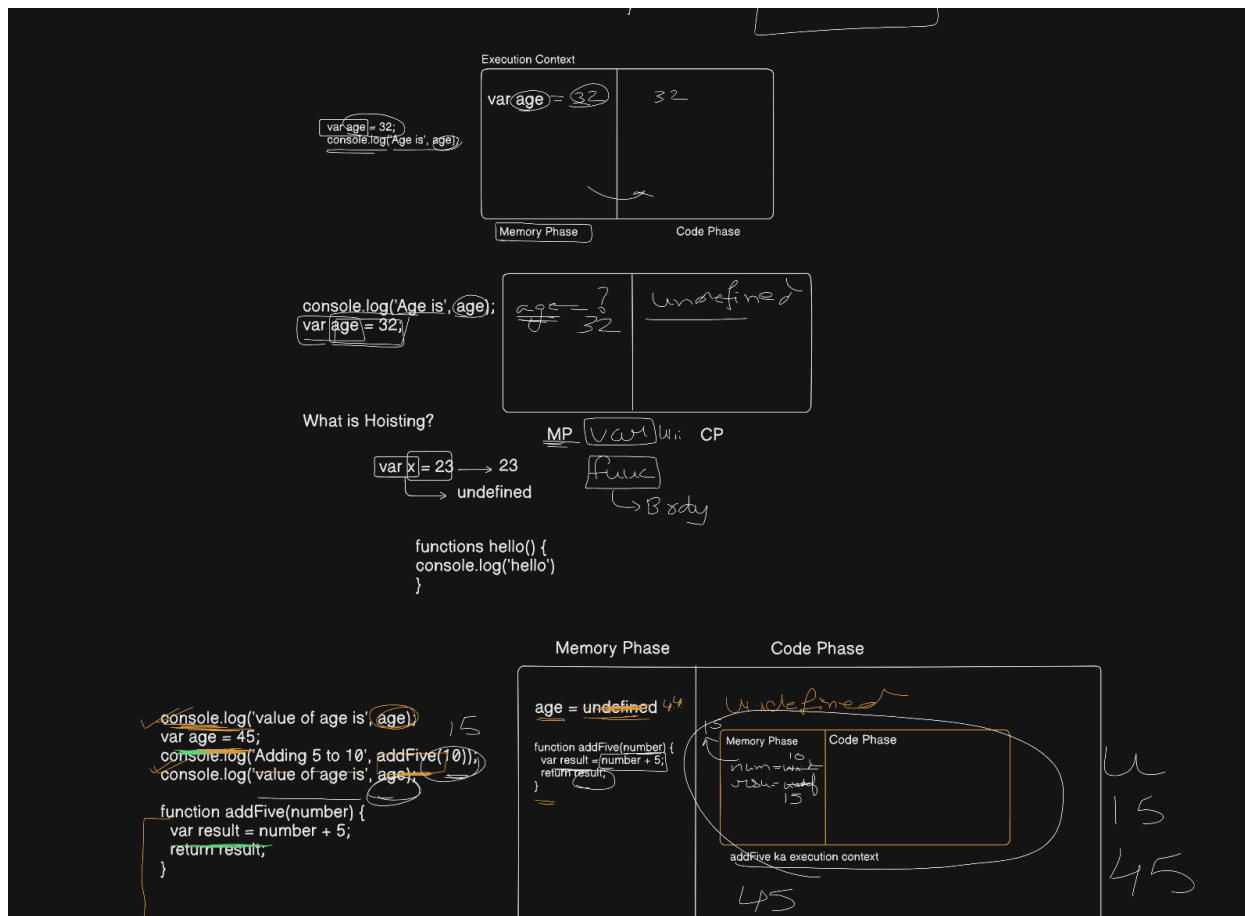 Execution Context
var age = 32
32
var age = 32;
console.log('Age is', age);
Memory Phase
Code Phase
console.log('Age is', age);
var age = 32;
age = ?
32
undefined
What is Hoisting?
MP
var
CP
func
Body
var x = 23
23
undefined
functions hello() {
console.log('hello')
}
Memory Phase
Code Phase
console.log('value of age is', age);
var age = 45;
console.log('Adding 5 to 10', addFive(10));
console.log('value of age is', age);
15
function addFive(number) {
var result = number + 5;
return result;
}
age = undefined
function addFive(number) {
var result = number + 5;
return result;
}
undefined
15
Memory Phase
Code Phase
10
num =
15
addFive ka execution context
45
u
15
45